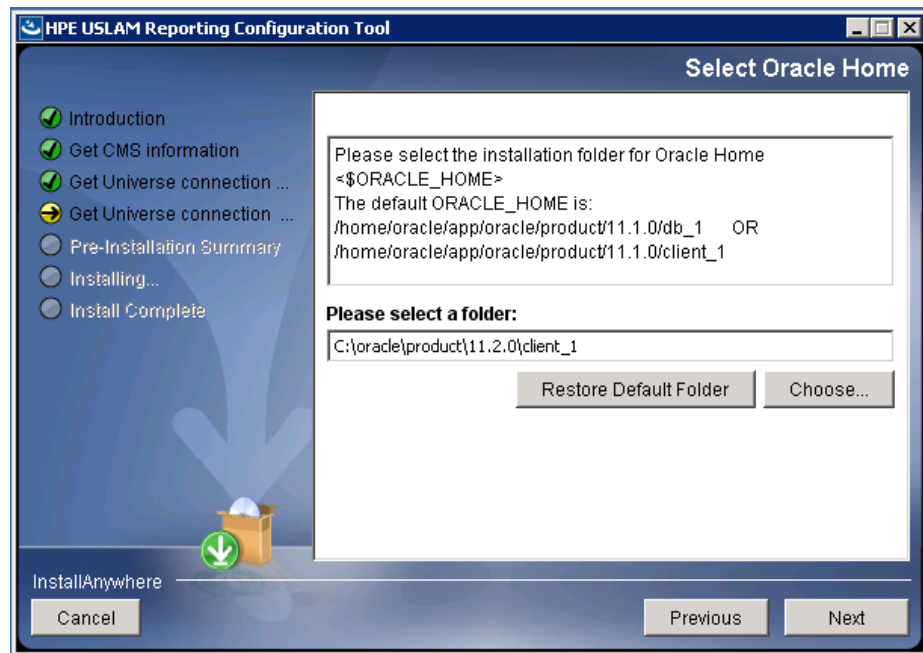 HPE USLAM Reporting Configuration Tool
Select Oracle Home
Introduction
Get CMS information
Get Universe connection ...
Get Universe connection ...
Pre-Installation Summary
Installing...
Install Complete
Please select the installation folder for Oracle Home
<$ORACLE_HOME>
The default ORACLE_HOME is:
/home/oracle/app/oracle/product/11.1.0/db_1 OR
/home/oracle/app/oracle/product/11.1.0/client_1
Please select a folder:
C:\oracle\product\11.2.0\client_1
Restore Default Folder
Choose...
InstallAnywhere
Cancel
Previous
Next